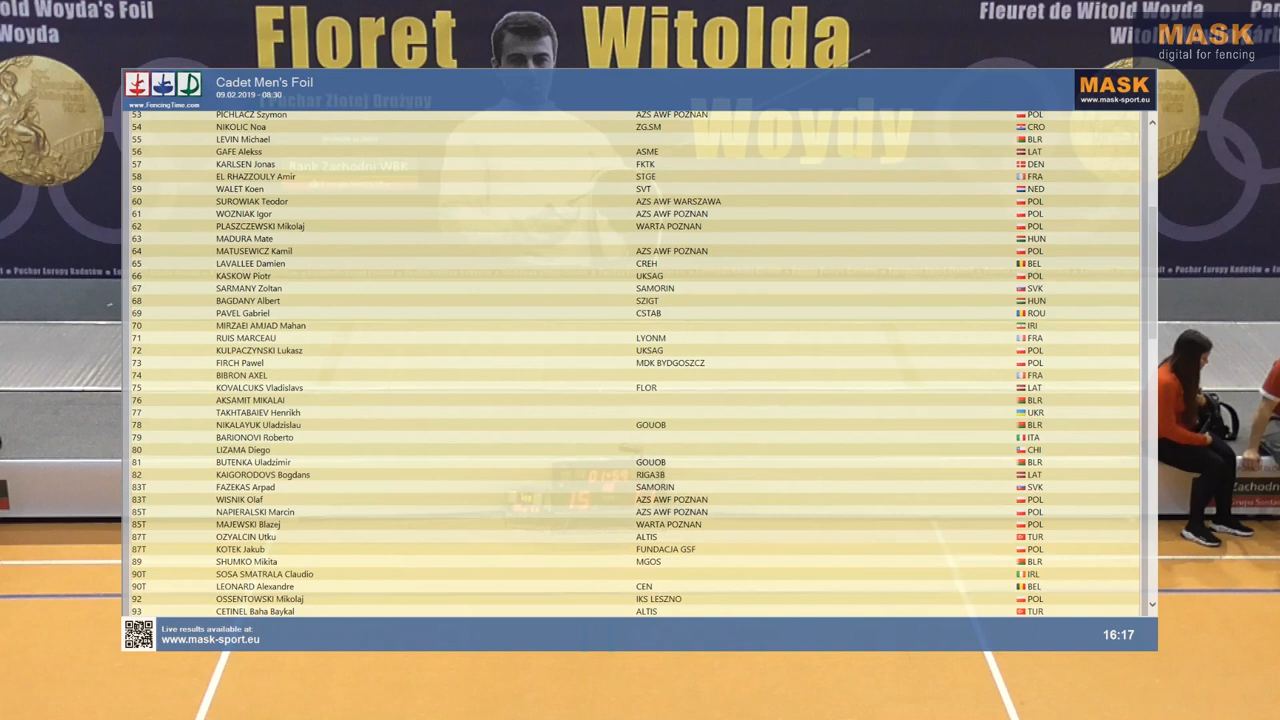 old Woyda's Foil
Woyda
Floret Witolda
Fleuret de Witold Woyda
MASK
digital for fencing
Cadet Men's Foil
09.02.2019 - 08:30
www.FencingTime.com
MASK
www.mask-sport.eu
Puchar Złotej Drużyny
Woydy
Bank Zachodni WBK
53 PICHLACZ Szymon AZS AWF POZNAN POL
54 NIKOLIC Noa ZG.SM CRO
55 LEVIN Michael BLR
56 GAFE Alekss ASME LAT
57 KARLSEN Jonas FKTK DEN
58 EL RHAZZOULY Amir STGE FRA
59 WALET Koen SVT NED
60 SUROWIAK Teodor AZS AWF WARSZAWA POL
61 WOZNIAK Igor AZS AWF POZNAN POL
62 PLASZCZEWSKI Mikolaj WARTA POZNAN POL
63 MADURA Mate HUN
64 MATUSEWICZ Kamil AZS AWF POZNAN POL
65 LAVALLEE Damien CREH BEL
66 KASKOW Piotr UKSAG POL
67 SARMANY Zoltan SAMORIN SVK
68 BAGDANY Albert SZIGT HUN
69 PAVEL Gabriel CSTAB ROU
70 MIRZAEI AMJAD Mahan IRI
71 RUIS MARCEAU LYONM FRA
72 KULPACZYNSKI Lukasz UKSAG POL
73 FIRCH Pawel MDK BYDGOSZCZ POL
74 BIBRON AXEL FRA
75 KOVALCUKS Vladislavs FLOR LAT
76 AKSAMIT MIKALAI BLR
77 TAKHTABAIEV Henrikh UKR
78 NIKALAYUK Uladzislau GOUOB BLR
79 BARIONOVI Roberto ITA
80 LIZAMA Diego CHI
81 BUTENKA Uladzimir GOUOB BLR
82 KAIGORODOVS Bogdans RIGA3B LAT
83T FAZEKAS Arpad SAMORIN SVK
83T WISNIK Olaf AZS AWF POZNAN POL
85T NAPIERALSKI Marcin AZS AWF POZNAN POL
85T MAJEWSKI Blazej WARTA POZNAN POL
87T OZYALCIN Utku ALTIS TUR
87T KOTEK Jakub FUNDACJA GSF POL
89 SHUMKO Mikita MGOS BLR
90T SOSA SMATRALA Claudio IRL
90T LEONARD Alexandre CEN BEL
92 OSSENTOWSKI Mikolaj IKS LESZNO POL
93 CETINEL Baha Baykal ALTIS TUR
Live results available at:
www.mask-sport.eu
16:17